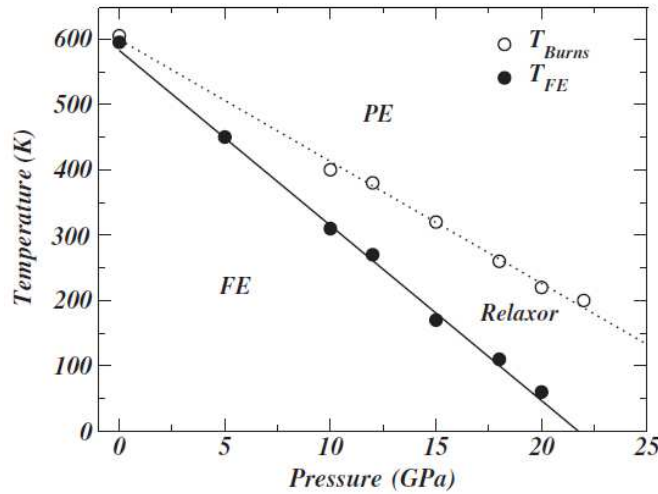 600
500
400
300
200
100
0
Temperature (K)
T_Burns
T_FE
PE
FE
Relaxor
0 5 10 15 20 25
Pressure (GPa)